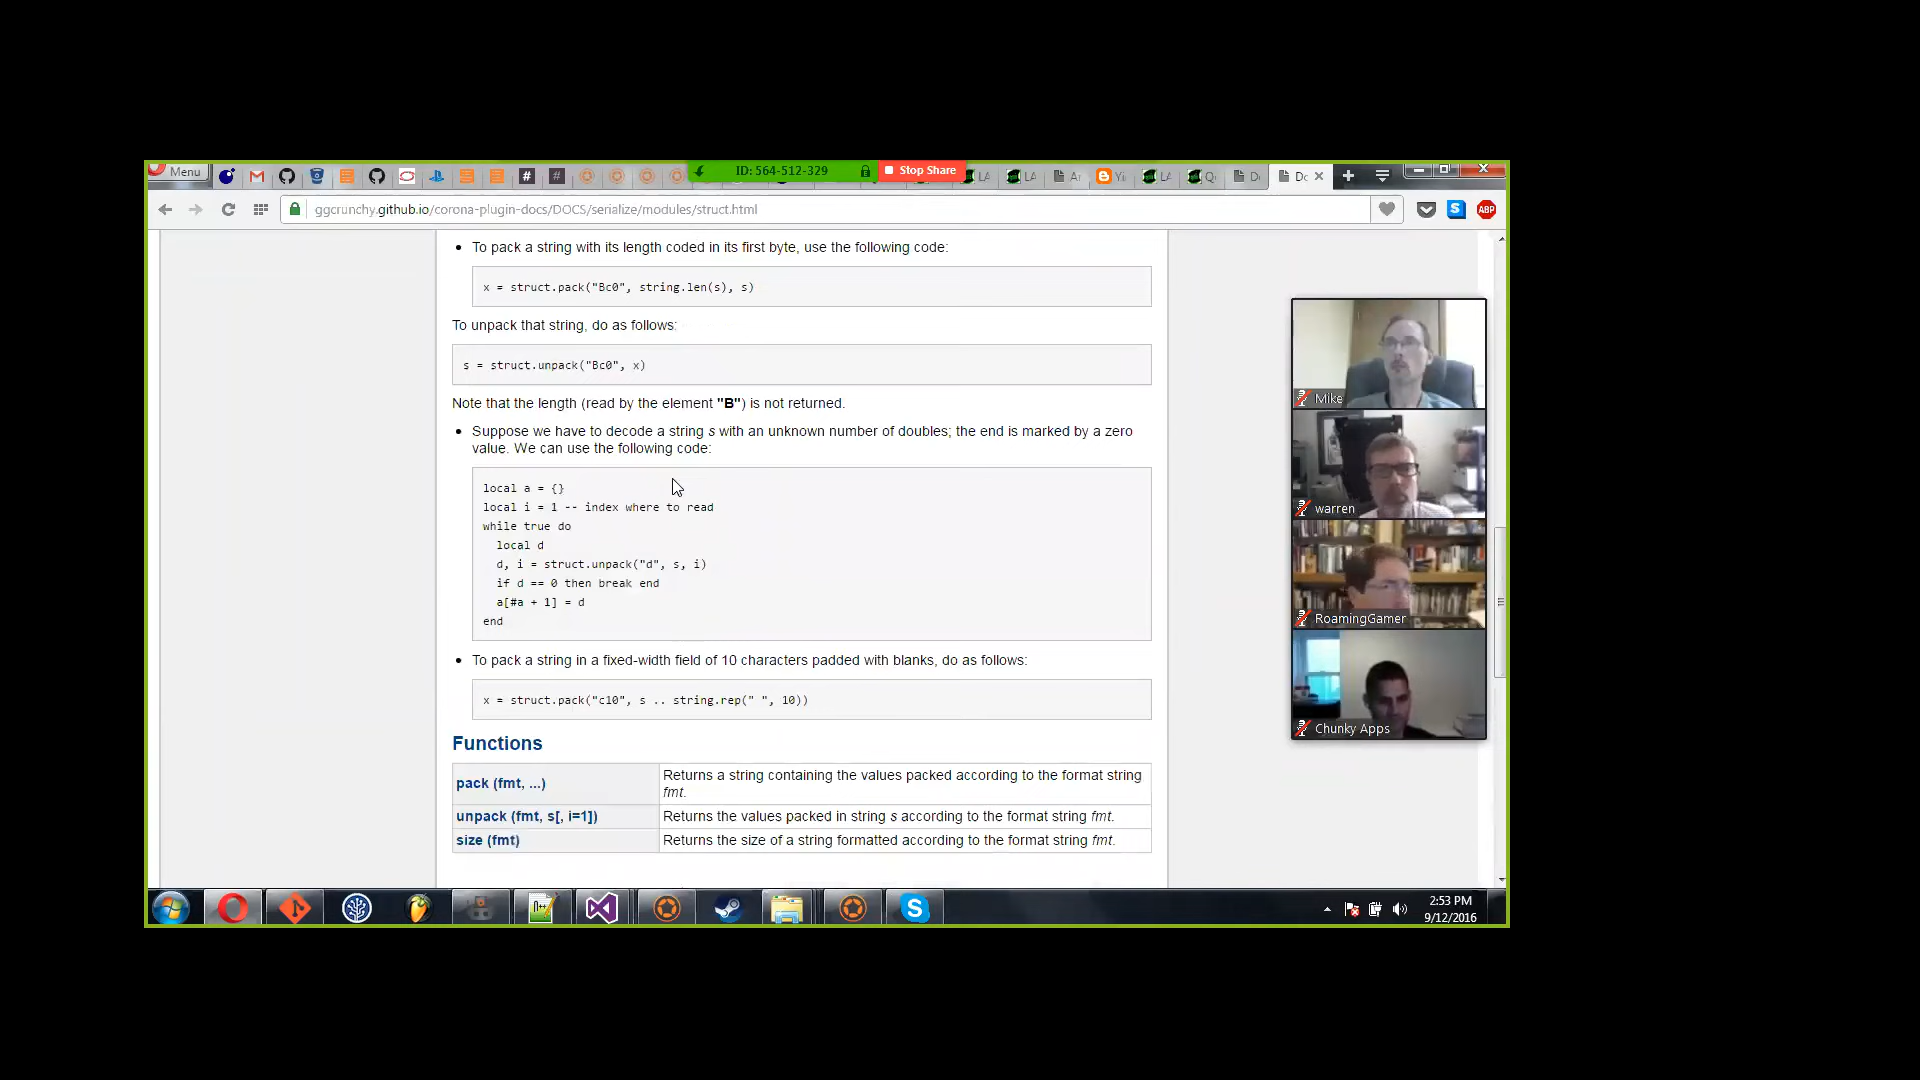 Menu
ID: 564-512-329
Stop Share
LA
LA
Ar
Yi
LA
Q
D
Dc
ggcrunchy.github.io/corona-plugin-docs/DOCS/serialize/modules/struct.html
ABP
To pack a string with its length coded in its first byte, use the following code:
x = struct.pack("Bc0", string.len(s), s)
To unpack that string, do as follows:
s = struct.unpack("Bc0", x)
Note that the length (read by the element "B") is not returned.
Suppose we have to decode a string s with an unknown number of doubles; the end is marked by a zero
value. We can use the following code:
local a = {}
local i = 1 -- index where to read
while true do
local d
d, i = struct.unpack("d", s, i)
if d == 0 then break end
a[#a + 1] = d
end
To pack a string in a fixed-width field of 10 characters padded with blanks, do as follows:
x = struct.pack("c10", s .. string.rep(" ", 10))
Functions
pack (fmt, ...)
Returns a string containing the values packed according to the format string
fmt.
unpack (fmt, s[, i=1])
Returns the values packed in string s according to the format string fmt.
size (fmt)
Returns the size of a string formatted according to the format string fmt.
Mike
warren
RoamingGamer
Chunky Apps
2:53 PM
9/12/2016